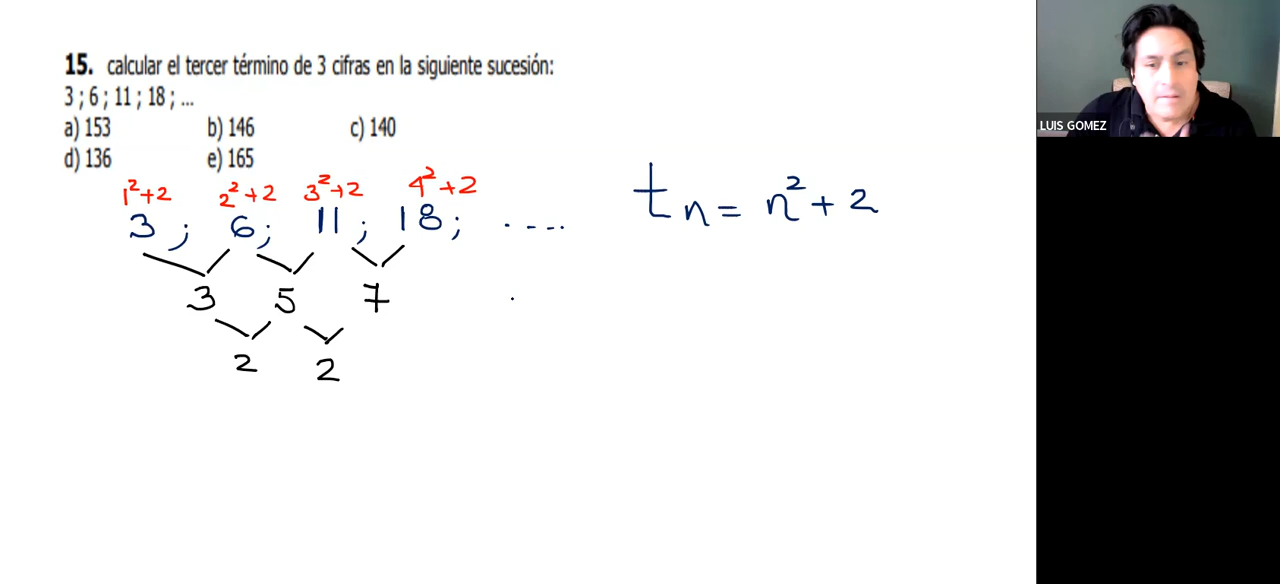 15. calcular el tercer término de 3 cifras en la siguiente sucesión:
3 ; 6 ; 11 ; 18 ; ...
a) 153 b) 146 c) 140
d) 136 e) 165
1²+2 2²+2 3²+2 4²+2
3 ; 6; 11 ; 18; .... 
tn = n² + 2
3 5 7
2 2
LUIS GOMEZ